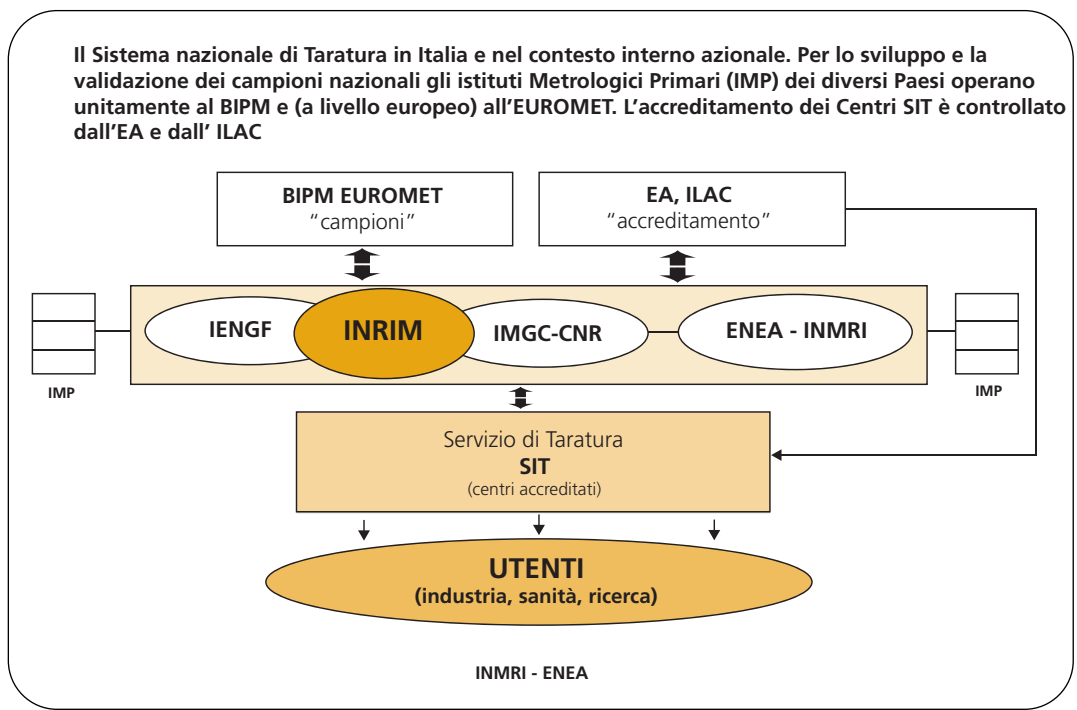 Il Sistema nazionale di Taratura in Italia e nel contesto interno azionale. Per lo sviluppo e la
validazione dei campioni nazionali gli istituti Metrologici Primari (IMP) dei diversi Paesi operano
unitamente al BIPM e (a livello europeo) all’EUROMET. L’accreditamento dei Centri SIT è controllato
dall’EA e dall’ ILAC
BIPM EUROMET
“campioni”
EA, ILAC
“accreditamento”
IENGF
INRIM
IMGC-CNR
ENEA - INMRI
IMP
IMP
Servizio di Taratura
SIT
(centri accreditati)
UTENTI
(industria, sanità, ricerca)
INMRI - ENEA